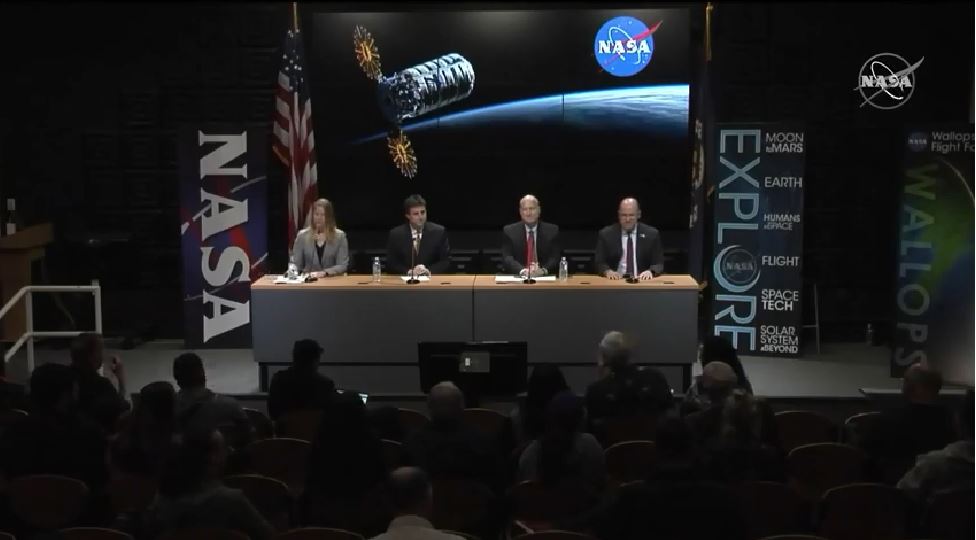 NASA
NASA
NASA
EXPLORE
MOON
to MARS
EARTH
HUMANS
in SPACE
NASA
FLIGHT
SPACE
TECH
SOLAR
SYSTEM
& BEYOND
NASA
Wallops
Flight
WALLOPS